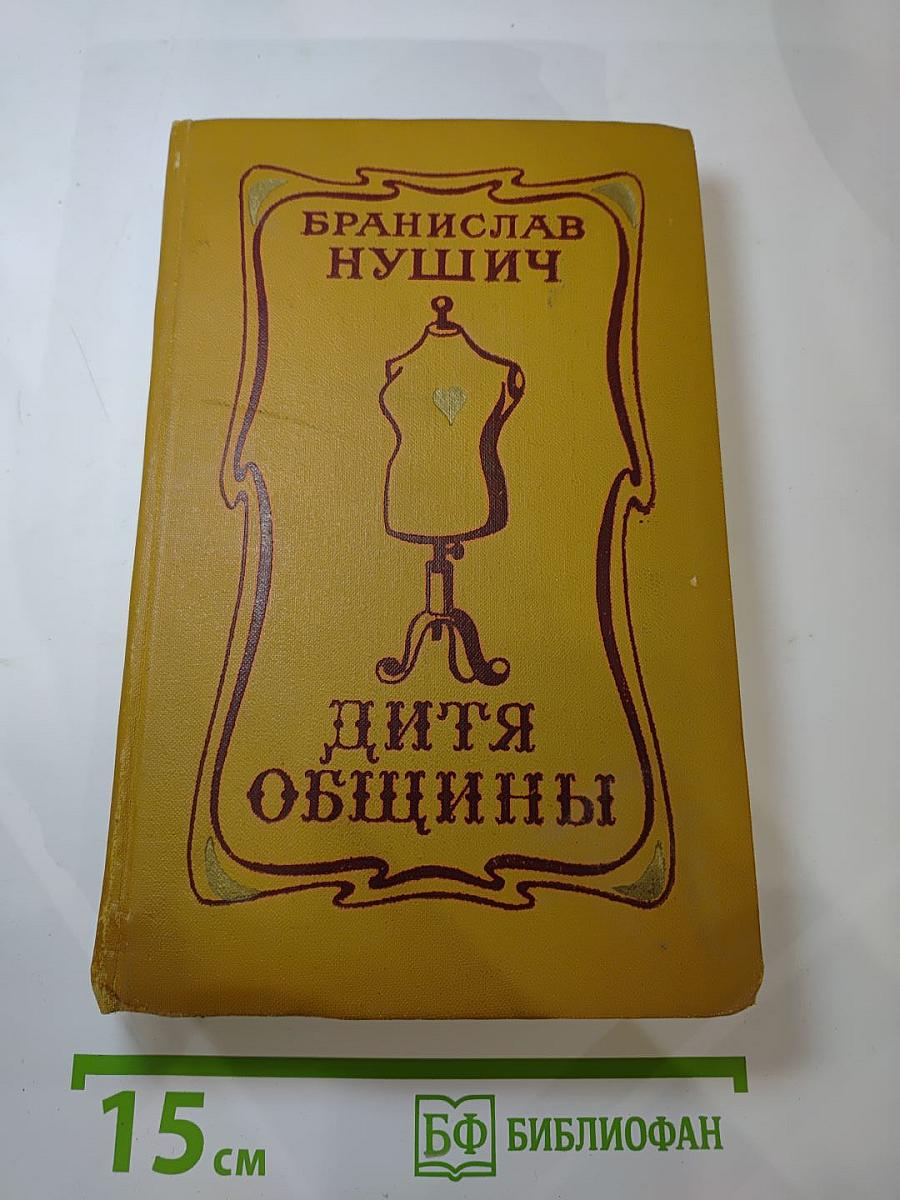 БРАНИСЛАВ
НУШИЧ
ДИТЯ
ОБЩИНЫ
15 см
БФ БИБЛИОФАН